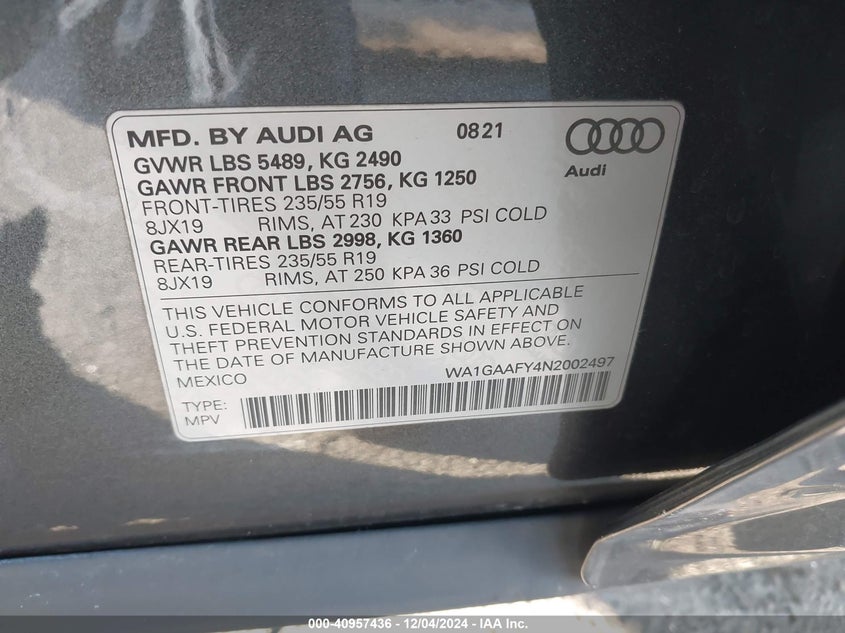 MFD. BY AUDI AG 0821
GVWR LBS 5489, KG 2490
GAWR FRONT LBS 2756, KG 1250
Audi
FRONT-TIRES 235/55 R19
8JX19 RIMS, AT 230 KPA 33 PSI COLD
GAWR REAR LBS 2998, KG 1360
REAR-TIRES 235/55 R19
8JX19 RIMS, AT 250 KPA 36 PSI COLD
THIS VEHICLE CONFORMS TO ALL APPLICABLE
U.S. FEDERAL MOTOR VEHICLE SAFETY AND
THEFT PREVENTION STANDARDS IN EFFECT ON
THE DATE OF MANUFACTURE SHOWN ABOVE.
MEXICO WA1GAAFY4N2002497
TYPE:
MPV
000-40957436 - 12/04/2024 - IAA Inc.